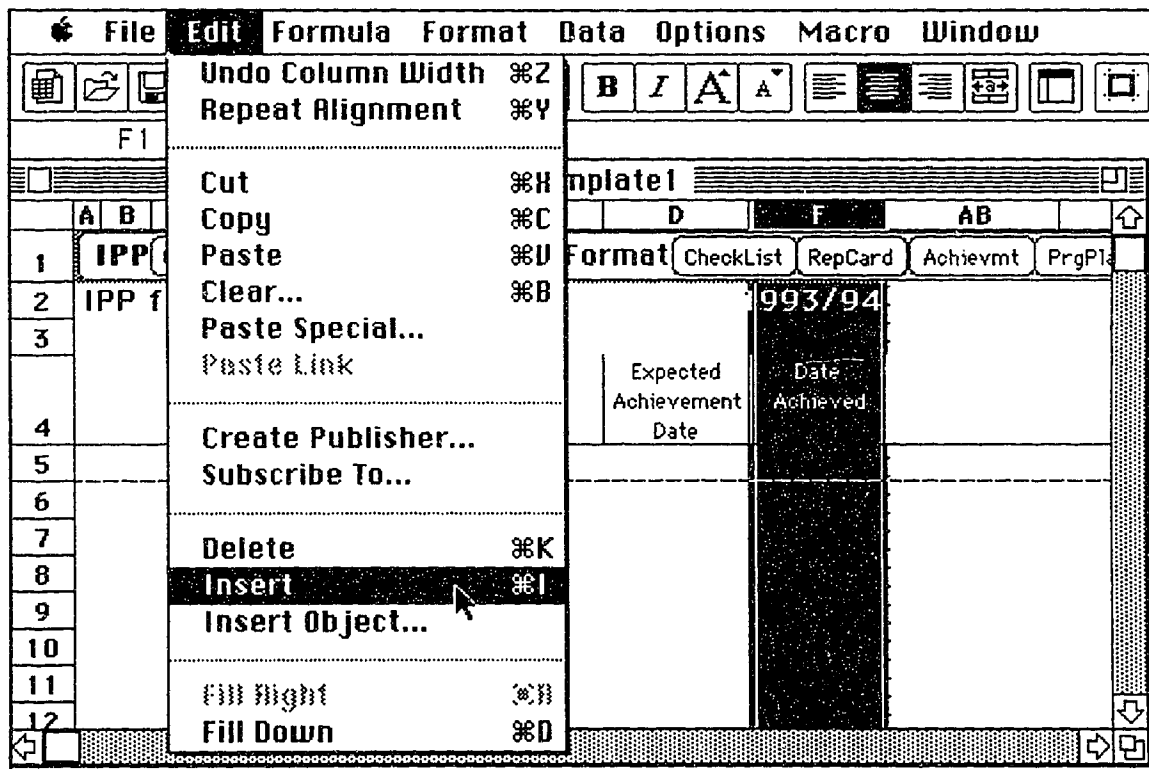 File Edit Formula Format Data Options Macro Window
B I A A a
F1
Undo Column Width ⌘Z
Repeat Alignment ⌘Y
Cut ⌘X
Copy ⌘C
Paste ⌘V
Clear... ⌘B
Paste Special...
Paste Link
Create Publisher...
Subscribe To...
Delete ⌘K
Insert ⌘I
Insert Object...
Fill Right ⌘R
Fill Down ⌘D
mplate1
A B D F AB
1 IPP Format CheckList RepCard Achievmt PrgPla
2 IPP f 993/94
3
4 Expected Achievement Date Date Achieved
5
6
7
8
9
10
11
12